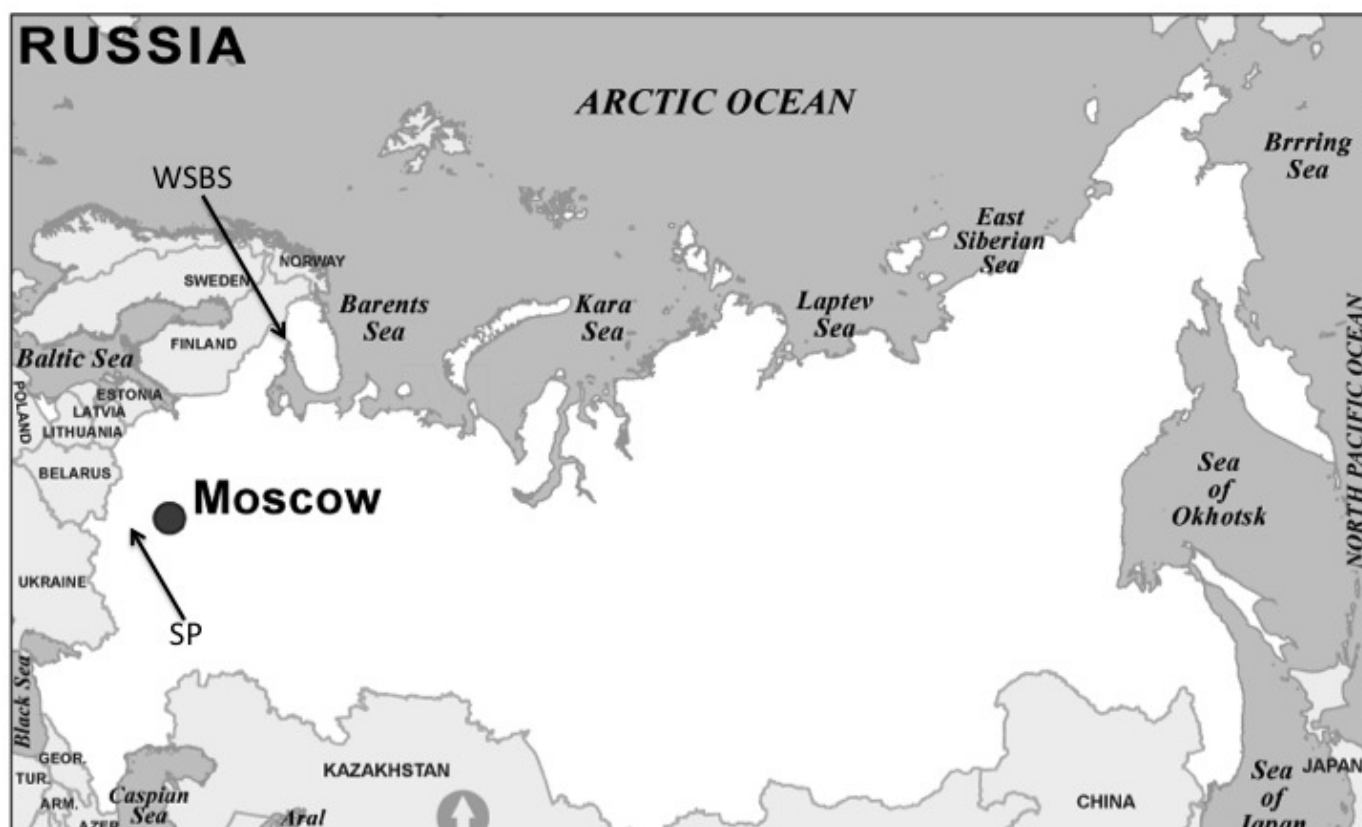 RUSSIA
ARCTIC OCEAN
Brrring
Sea
WSBS
East
Siberian
Sea
NORWAY
SWEDEN
Barents
Sea
Kara
Sea
Laptev
Sea
FINLAND
Baltic Sea
NORTH PACIFIC OCEAN
POLAND
ESTONIA
LATVIA
LITHUANIA
BELARUS
Moscow
Sea
of
Okhotsk
UKRAINE
SP
Black Sea
GEOR.
TUR.
ARM.
AZER
Caspian
Sea
KAZAKHSTAN
Aral
CHINA
JAPAN
Sea
of
Japan